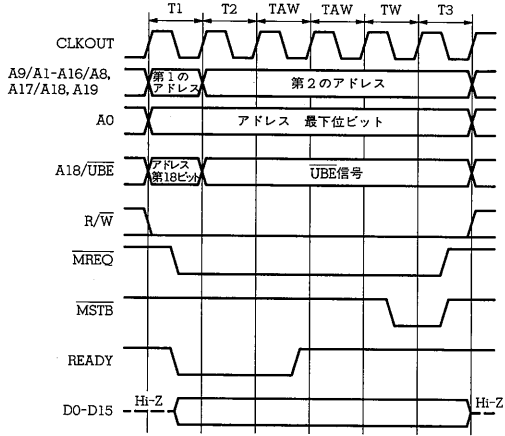 T1 T2 TAW TAW TW T3
CLKOUT
A9/A1-A16/A8,
A17/A18, A19
第1の
アドレス
第2のアドレス
A0
アドレス 最下位ビット
A18/UBE
アドレス
第18ビット
UBE信号
R/W
MREQ
MSTB
READY
D0-D15
Hi-Z
Hi-Z